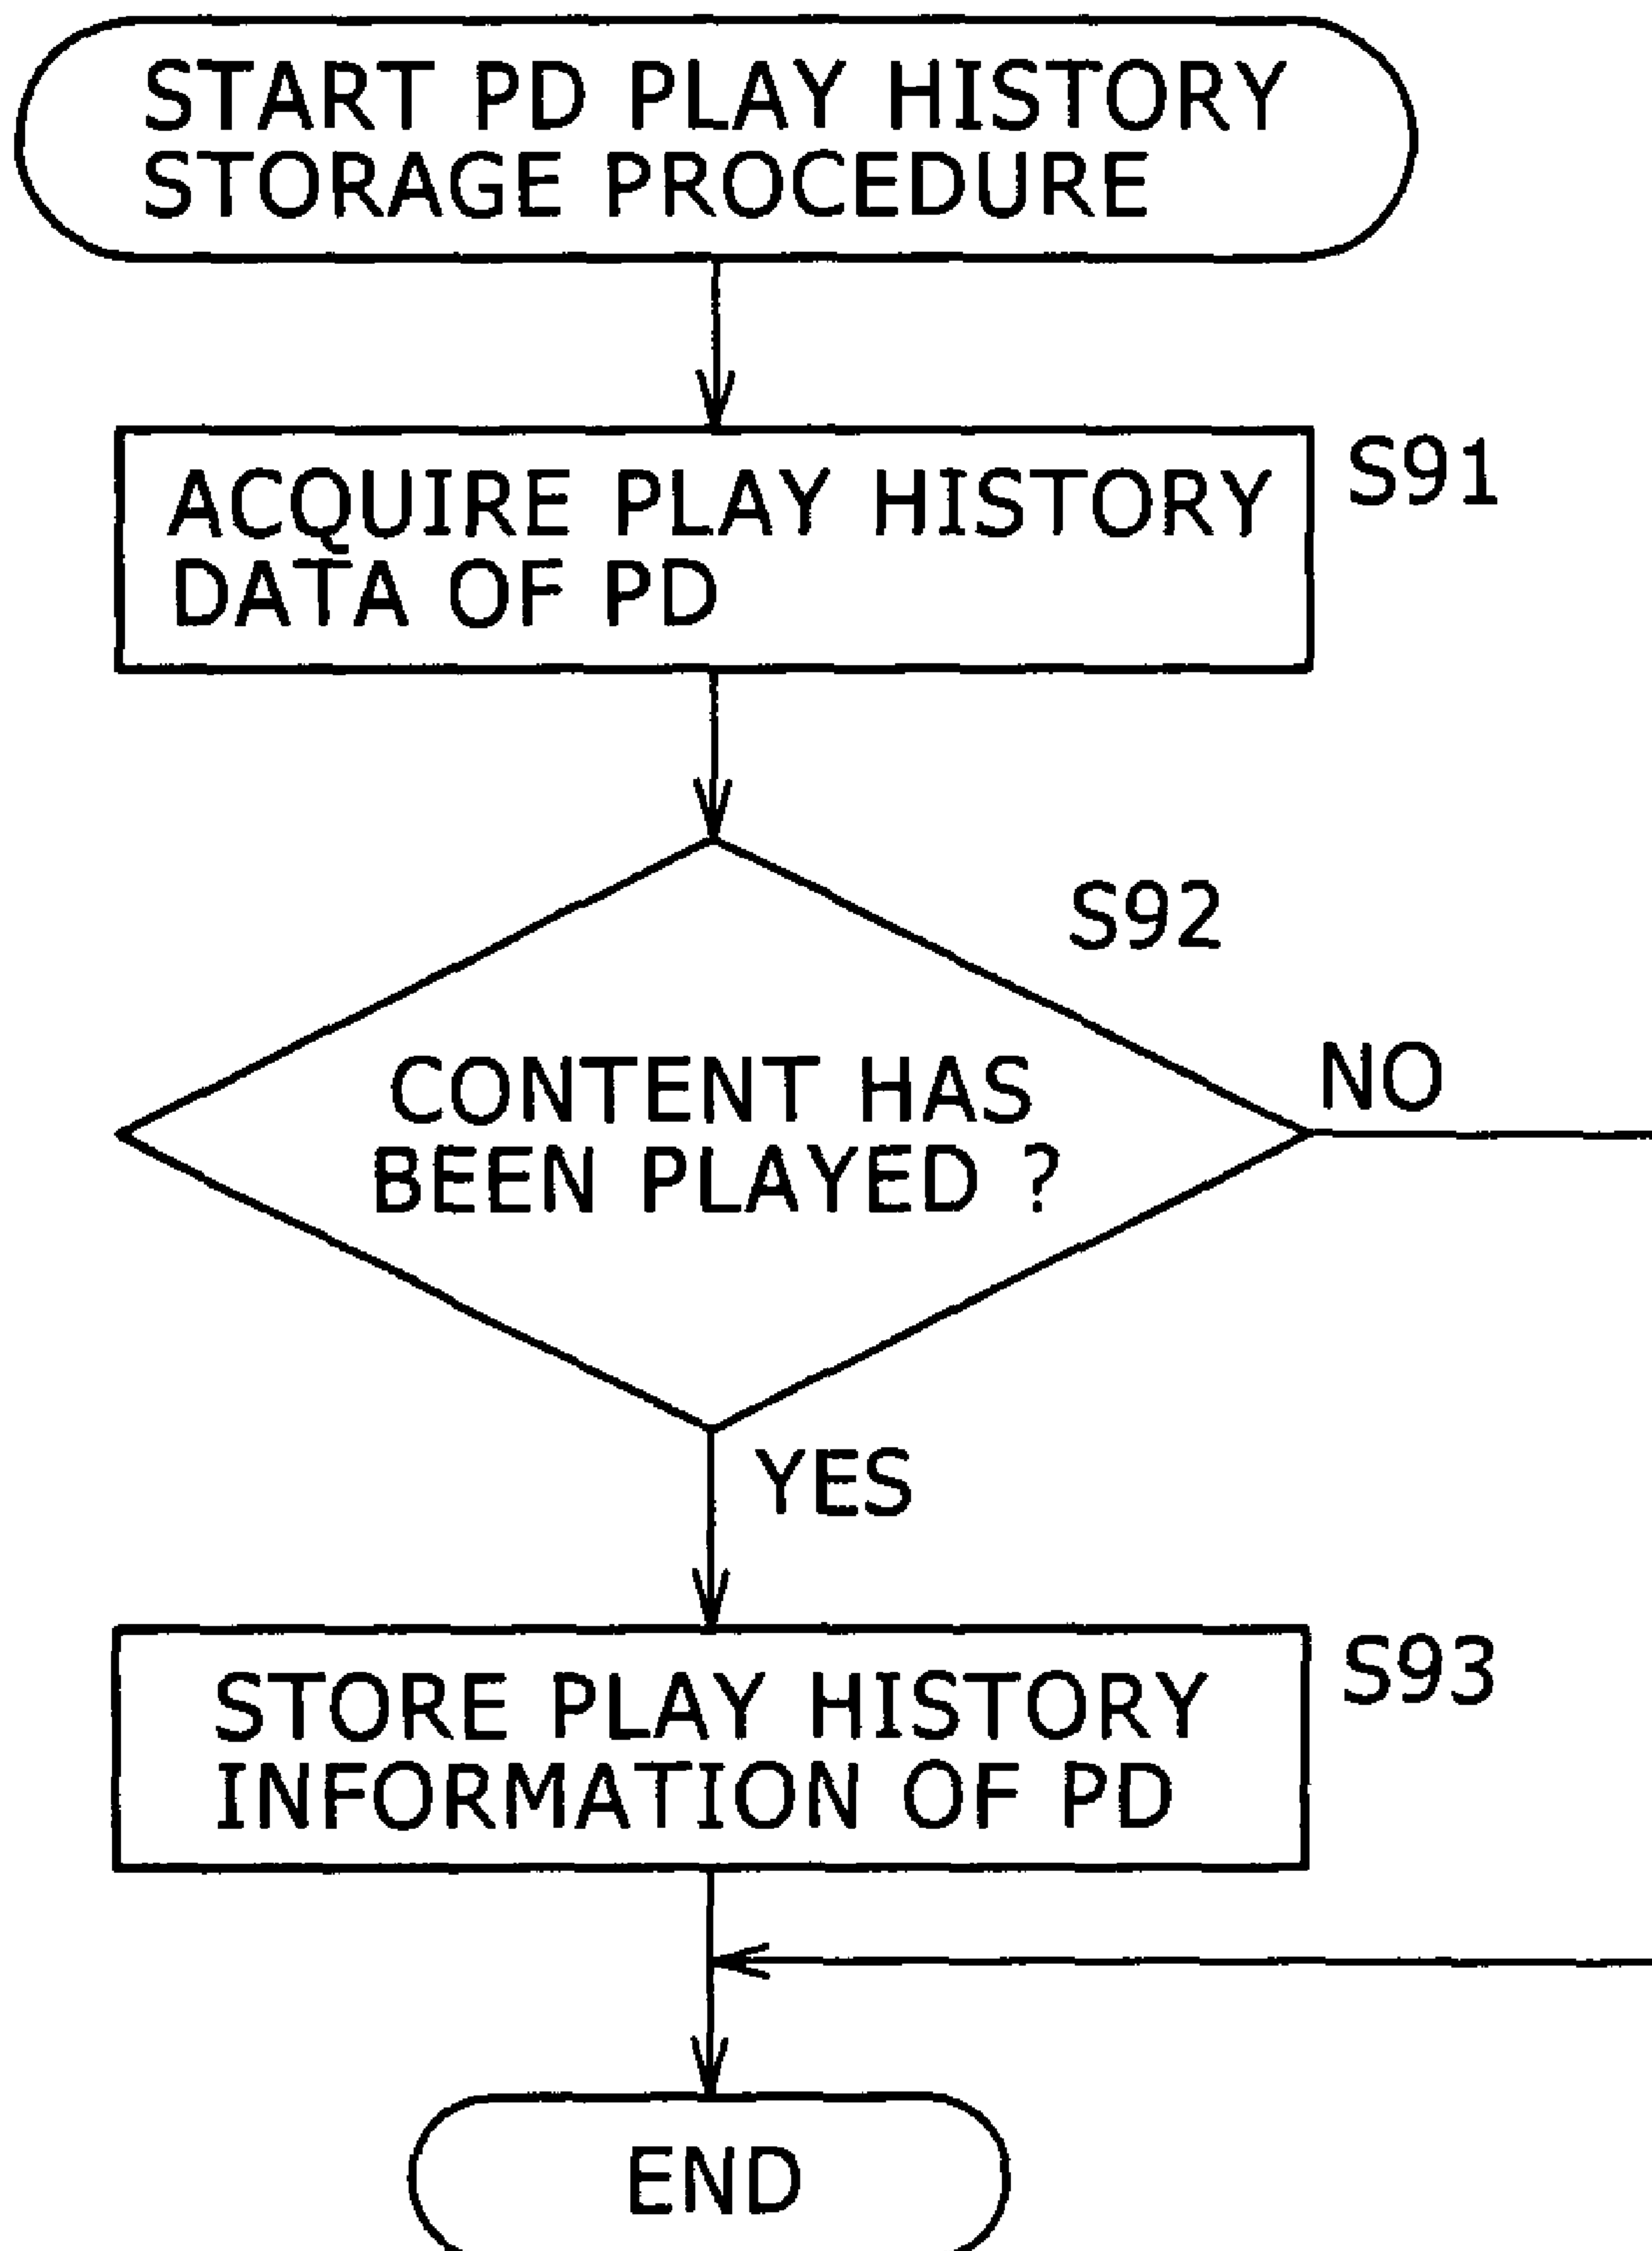 START PD PLAY HISTORY
STORAGE PROCEDURE
ACQUIRE PLAY HISTORY
DATA OF PD
S91
S92
CONTENT HAS
BEEN PLAYED ?
NO
YES
STORE PLAY HISTORY
INFORMATION OF PD
S93
END